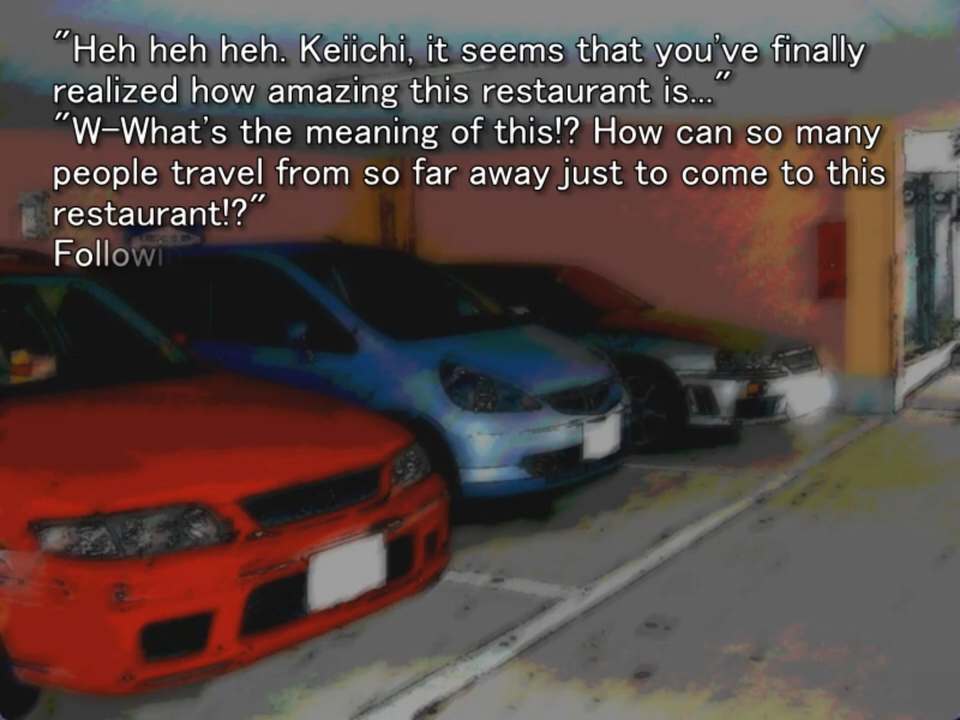 "Heh heh heh. Keiichi, it seems that you've finally
realized how amazing this restaurant is..."
"W-What's the meaning of this!? How can so many
people travel from so far away just to come to this
restaurant!?"
Followi